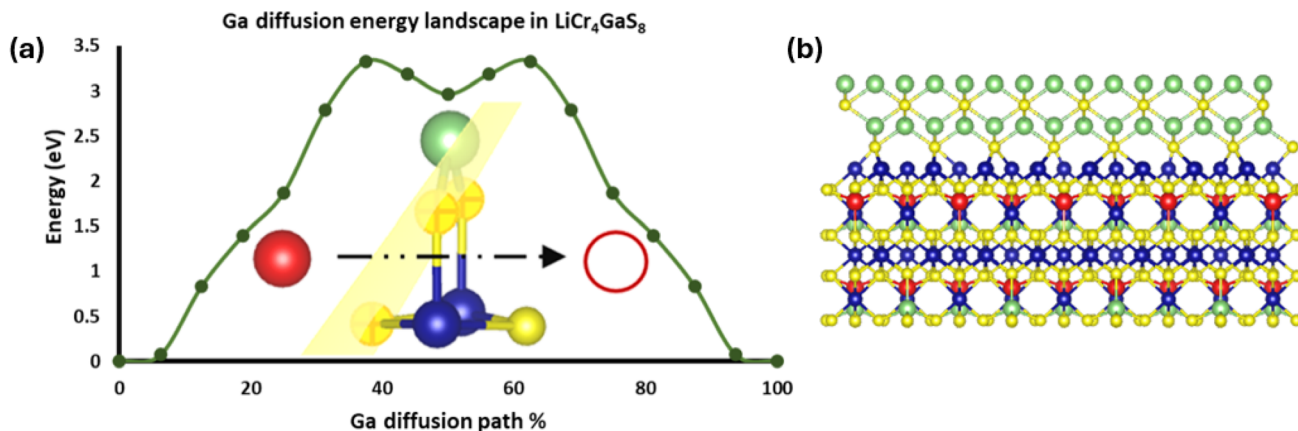 Ga diffusion energy landscape in LiCr₄GaS₈
(a)
(b)
3.5
3
2.5
2
1.5
1
0.5
0
Energy (eV)
0 20 40 60 80 100
Ga diffusion path %